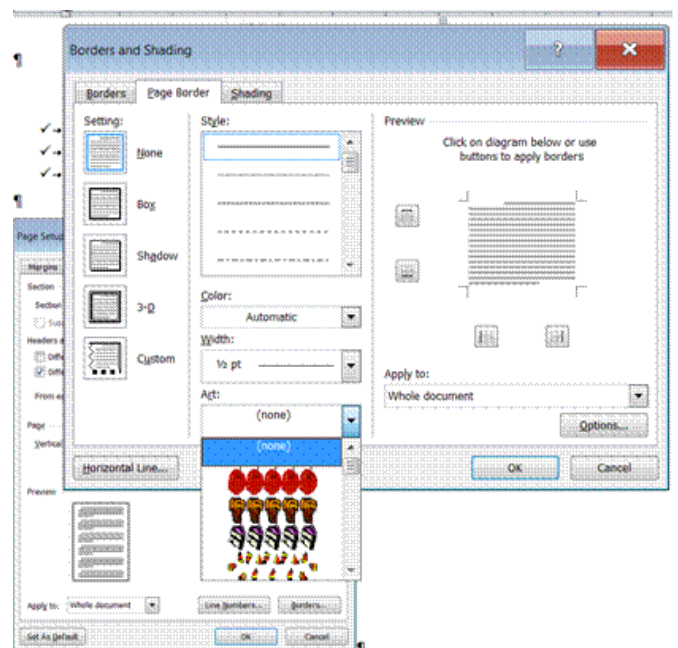 Borders and Shading
?
Borders Page Border Shading
Setting:
None
Box
Shadow
3-D
Custom
Style:
Color:
Automatic
Width:
½ pt
Art:
(none)
(none)
Preview
Click on diagram below or use
buttons to apply borders
Apply to:
Whole document
Options...
Horizontal Line...
OK Cancel
Page Setup
Margins
Section
Headers
From
Page
Vertical
Preview
Apply to: Whole document
Line Numbers... Borders...
Set As Default OK Cancel